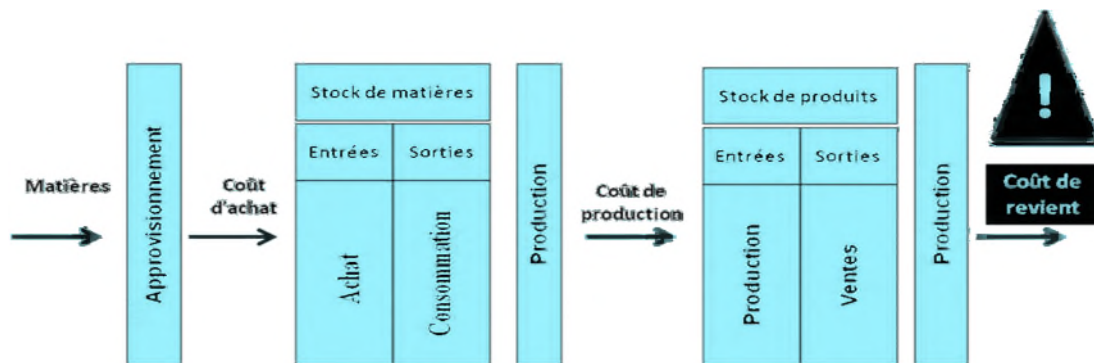 Matières
Approvisionnement
Coût
d'achat
Stock de matières
Entrées
Sorties
Achat
Consommation
Production
Coût de
production
Stock de produits
Entrées
Sorties
Production
Ventes
Production
!
Coût de
revient